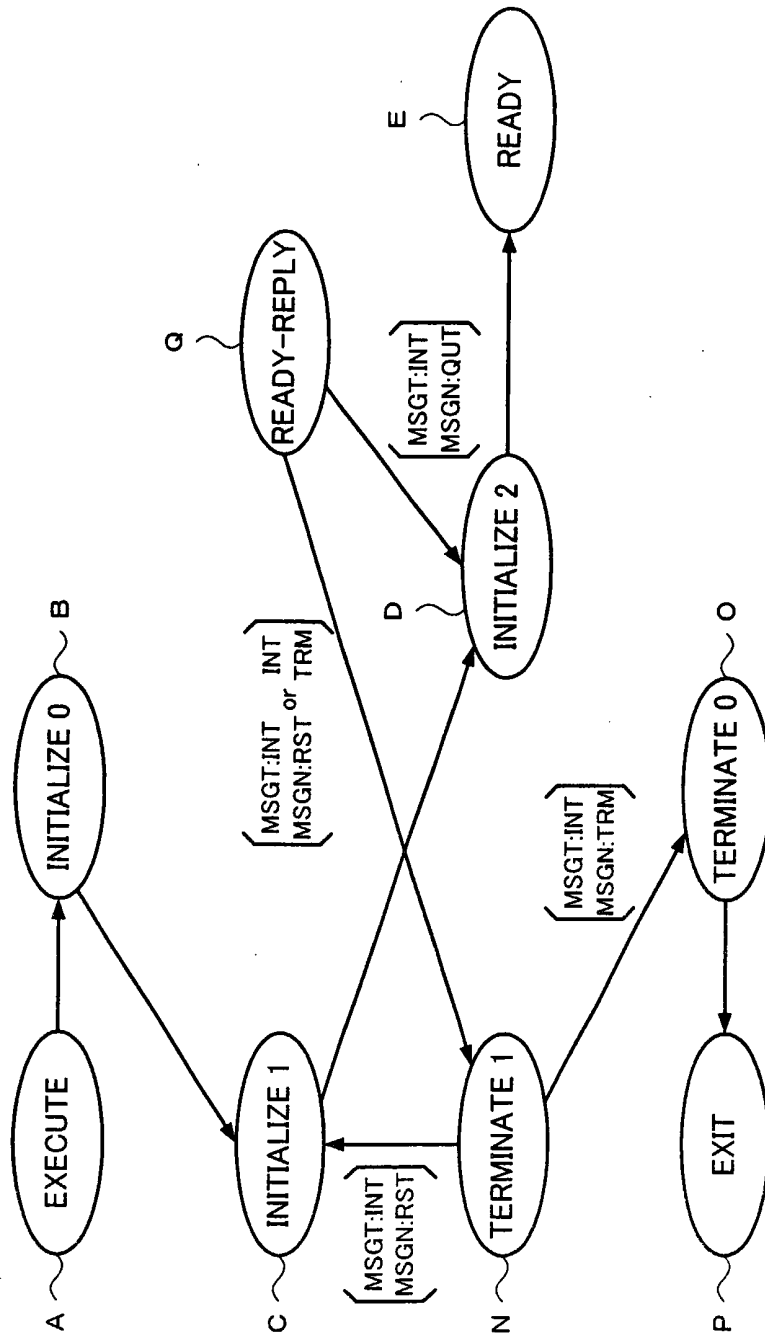 A
EXECUTE
INITIALIZE 0
B
Q
C
INITIALIZE 1
MSGT:INT or INT
MSGN:RST TRM
READY-REPLY
MSGT:INT
MSGN:RST
D
MSGT:INT
MSGN:QUT
E
N
TERMINATE 1
INITIALIZE 2
READY
MSGT:INT
MSGN:TRM
P
EXIT
TERMINATE 0
O